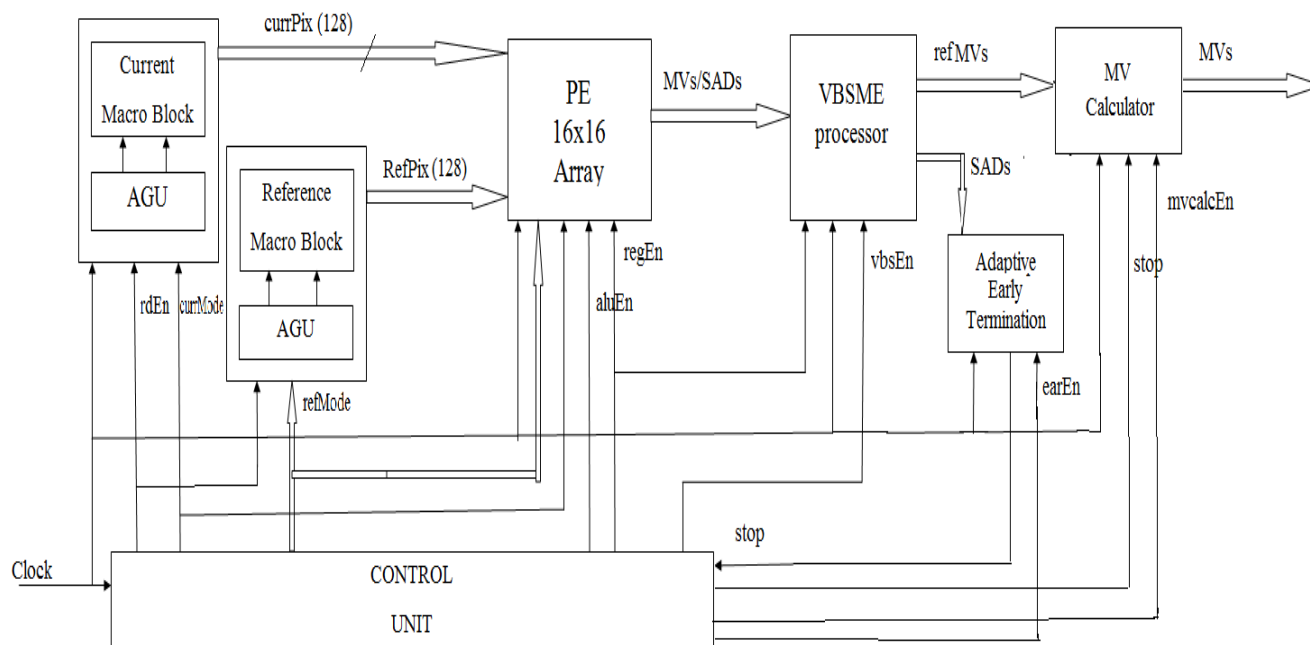 currPix (128)
Current
Macro Block
AGU
PE
16x16
Array
MVs/SADs
VBSME
processor
refMVs
MV
Calculator
MVs
RefPix (128)
Reference
Macro Block
AGU
SADs
mvcalcEn
regEn
vbsEn
Adaptive
Early
Termination
stop
rdEn
currMode
aluEn
refMode
earEn
stop
Clock
CONTROL
UNIT